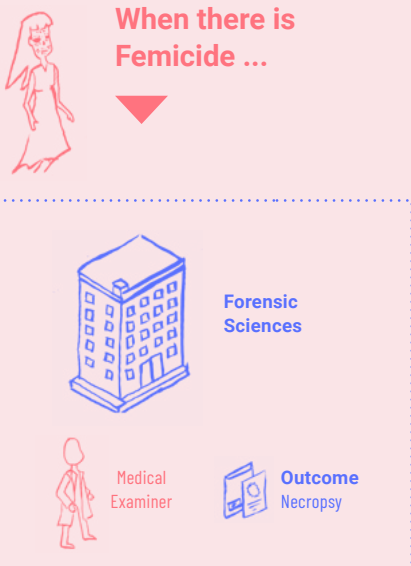 When there is
Femicide ...
Forensic
Sciences
Medical
Examiner
Outcome
Necropsy